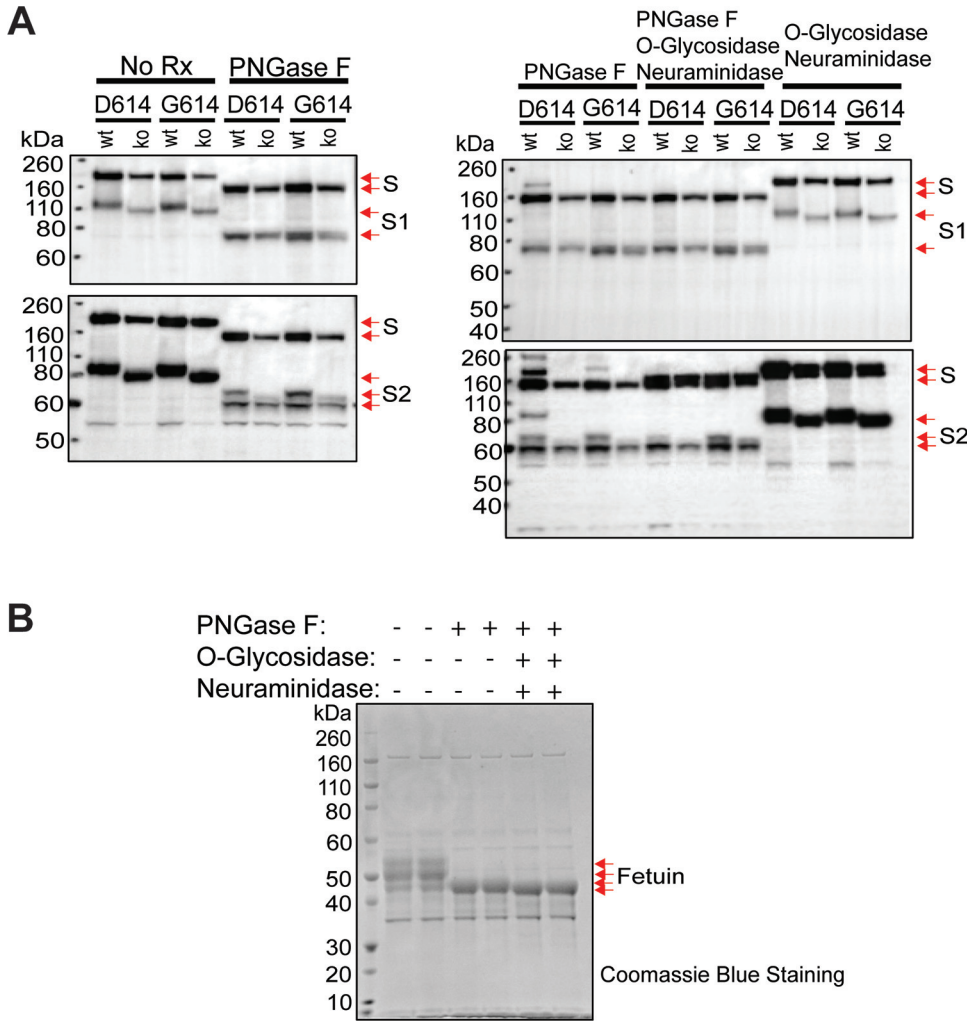 A
No Rx PNGase F
D614 G614 D614 G614
kDa wt ko wt ko wt ko wt ko
260
160
110
80
60
S
S1
260
160
110
80
60
50
S
S2
PNGase F
O-Glycosidase
Neuraminidase
O-Glycosidase
Neuraminidase
PNGase F
D614 G614 D614 G614 D614 G614
kDa wt ko wt ko wt ko wt ko wt ko wt ko
260
160
110
80
60
50
40
S
S1
260
160
110
80
60
50
40
S
S2
B
PNGase F: - - + + + +
O-Glycosidase: - - - - + +
Neuraminidase: - - - - + +
kDa
260
160
110
80
60
50
40
30
20
10
Fetuin
Coomassie Blue Staining